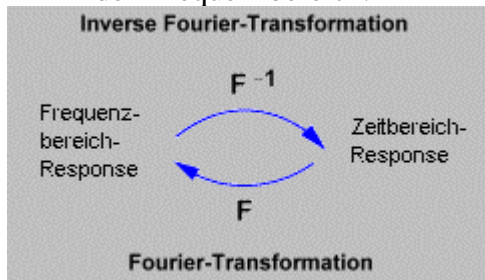 Inverse Fourier-Transformation
F -1
Frequenz-
bereich-
Response
Zeitbereich-
Response
F
Fourier-Transformation